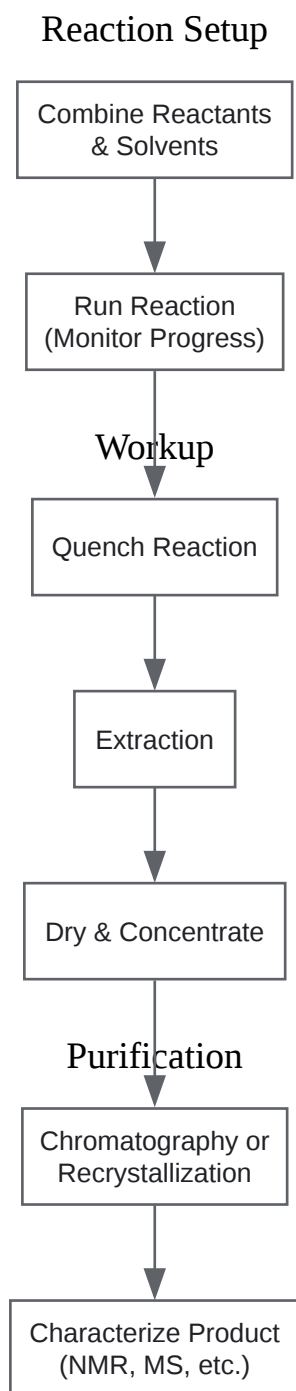 Reaction Setup
Combine Reactants
& Solvents
Run Reaction
(Monitor Progress)
Workup
Quench Reaction
Extraction
Dry & Concentrate
Purification
Chromatography or
Recrystallization
Characterize Product
(NMR, MS, etc.)